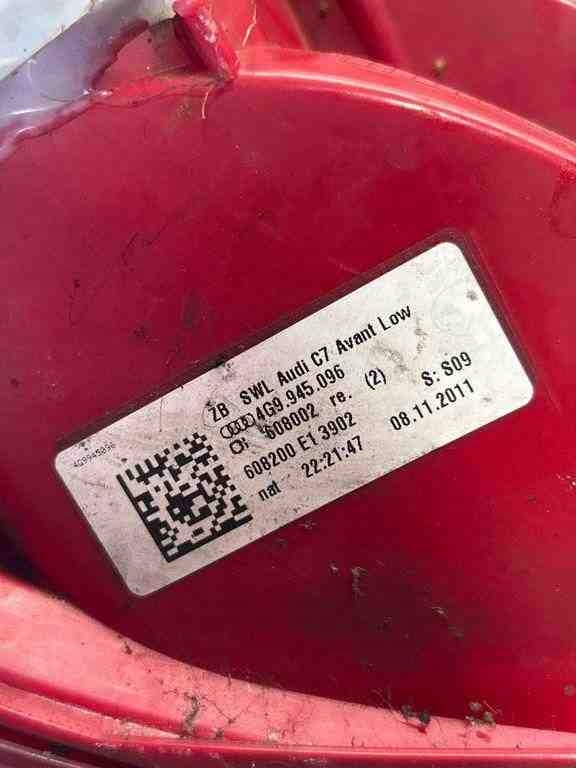 ZB SWL Audi C7 Avant Low
4G9.945.096
608002 re. (2) S: S09
608200 E1 3902 08.11.2011
nat 22:21:47
4G9945096